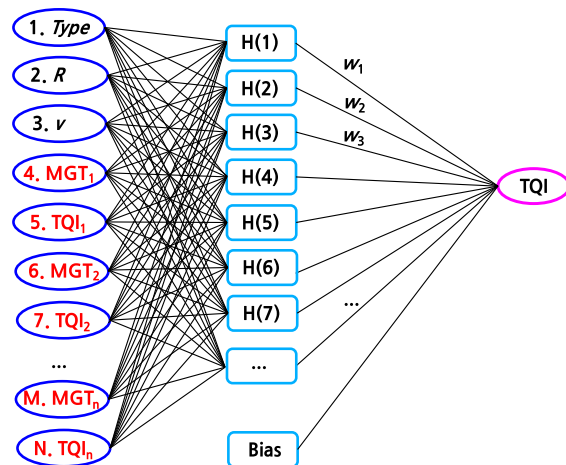 1. Type
2. R
3. v
4. MGT₁
5. TQI₁
6. MGT₂
7. TQI₂
...
M. MGTₙ
N. TQIₙ
H(1)
H(2)
H(3)
H(4)
H(5)
H(6)
H(7)
...
Bias
w₁
w₂
w₃
...
TQI